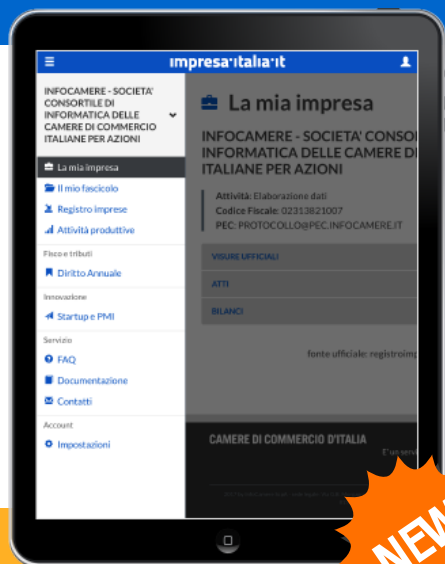 impresa.italia.it
INFOCAMERE - SOCIETA'
CONSORTILE DI
INFORMATICA DELLE
CAMERE DI COMMERCIO
ITALIANE PER AZIONI
La mia impresa
Il mio fascicolo
Registro imprese
Attività produttive
Fisco e tributi
Diritto Annuale
Innovazione
Startup e PMI
Servizio
FAQ
Documentazione
Contatti
Account
Impostazioni
La mia impresa
INFOCAMERE - SOCIETA' CONSO
INFORMATICA DELLE CAMERE D
ITALIANE PER AZIONI
Attività: Elaborazione dati
Codice Fiscale: 02313821007
PEC: PROTOCOLLO@PEC.INFOCAMERE.IT
VISURE UFFICIALI
ATTI
BILANCI
fonte ufficiale: registroimp
CAMERE DI COMMERCIO D'ITALIA
E' un servi
NEW